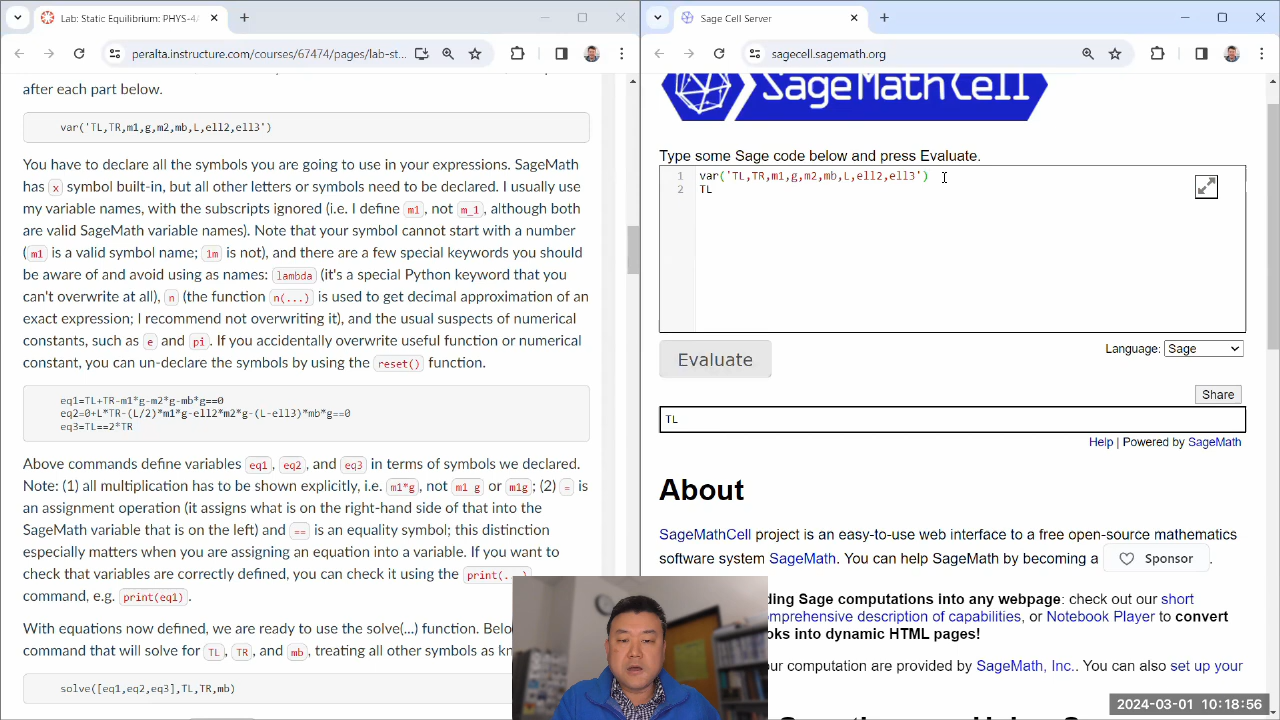 Lab: Static Equilibrium: PHYS-4
peralta.instructure.com/courses/67474/pages/lab-st...
after each part below.
var('TL,TR,m1,g,m2,mb,L,ell2,ell3')
You have to declare all the symbols you are going to use in your expressions. SageMath
has x symbol built-in, but all other letters or symbols need to be declared. I usually use
my variable names, with the subscripts ignored (i.e. I define m1, not m_1, although both
are valid SageMath variable names). Note that your symbol cannot start with a number
(m1 is a valid symbol name; 1m is not), and there are a few special keywords you should
be aware of and avoid using as names: lambda (it's a special Python keyword that you
can't overwrite at all), n (the function n(...) is used to get decimal approximation of an
exact expression; I recommend not overwriting it), and the usual suspects of numerical
constants, such as e and pi. If you accidentally overwrite useful function or numerical
constant, you can un-declare the symbols by using the reset() function.
eq1=TL+TR-m1*g-m2*g-mb*g==0
eq2=0+L*TR-(L/2)*m1*g-ell2*m2*g-(L-ell3)*mb*g==0
eq3=TL==2*TR
Above commands define variables eq1, eq2, and eq3 in terms of symbols we declared.
Note: (1) all multiplication has to be shown explicitly, i.e. m1*g, not m1 g or m1g; (2) = is
an assignment operation (it assigns what is on the right-hand side of that into the
SageMath variable that is on the left) and == is an equality symbol; this distinction
especially matters when you are assigning an equation into a variable. If you want to
check that variables are correctly defined, you can check it using the print(...)
command, e.g. print(eq1).
With equations now defined, we are ready to use the solve(...) function. Belo
command that will solve for TL, TR, and mb, treating all other symbols as kn
solve([eq1,eq2,eq3],TL,TR,mb)
Sage Cell Server
sagecell.sagemath.org
SageMathCell
Type some Sage code below and press Evaluate.
1 var('TL,TR,m1,g,m2,mb,L,ell2,ell3')
2 TL
Evaluate
Language: Sage
Share
TL
Help | Powered by SageMath
About
SageMathCell project is an easy-to-use web interface to a free open-source mathematics
software system SageMath. You can help SageMath by becoming a Sponsor.
ding Sage computations into any webpage: check out our short
mprehensive description of capabilities, or Notebook Player to convert
oks into dynamic HTML pages!
ur computation are provided by SageMath, Inc.. You can also set up your
2024-03-01 10:18:56